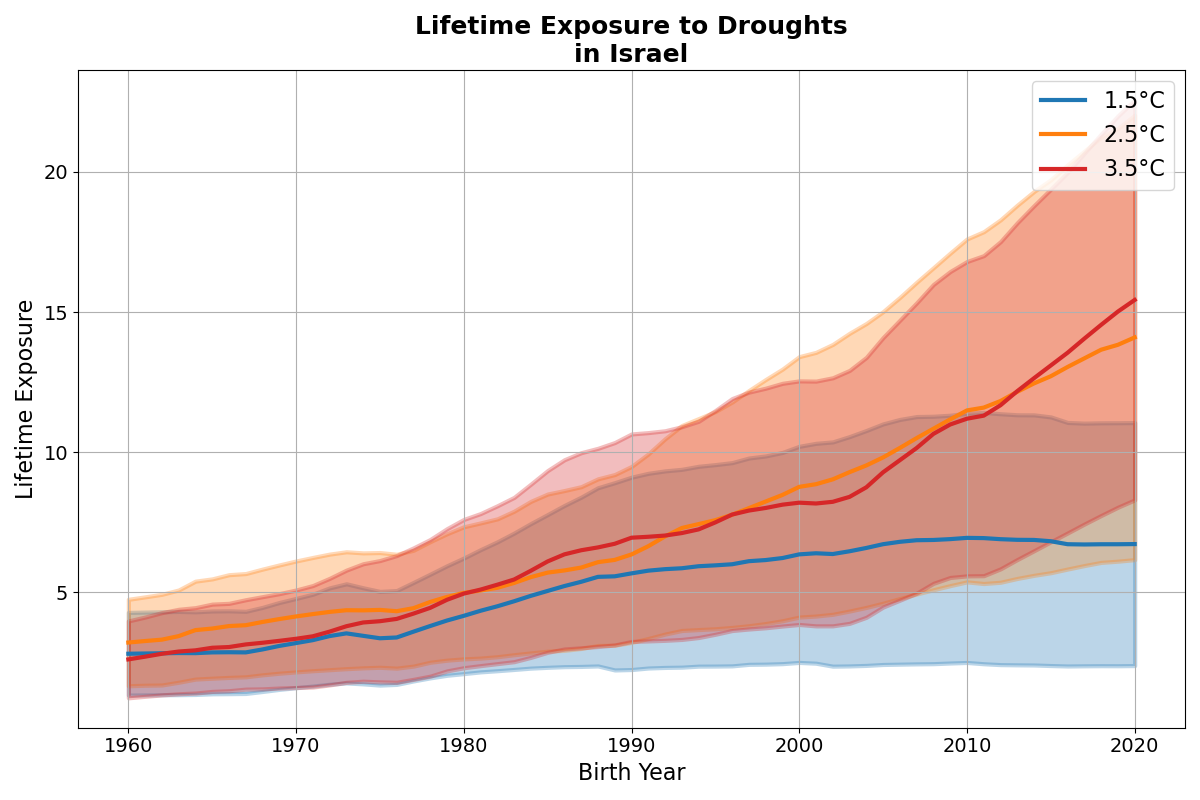 Lifetime Exposure to Droughts
in Israel
1.5°C
2.5°C
3.5°C
Lifetime Exposure
20
15
10
5
1960 1970 1980 1990 2000 2010 2020
Birth Year